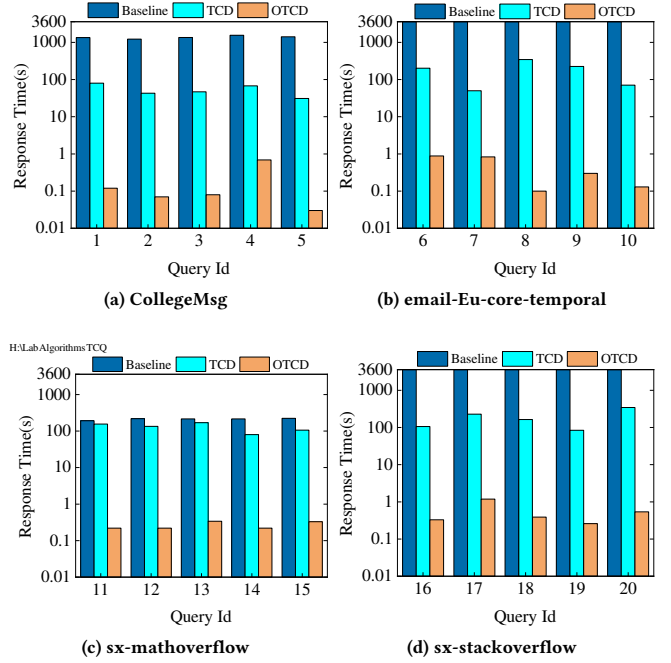 Baseline TCD OTCD
3600
1000
100
10
1
0.1
0.01
Response Time(s)
1 2 3 4 5
Query Id
(a) CollegeMsg
Baseline TCD OTCD
3600
1000
100
10
1
0.1
0.01
Response Time(s)
6 7 8 9 10
Query Id
(b) email-Eu-core-temporal
H:\LabAlgorithmsTCQ
Baseline TCD OTCD
3600
1000
100
10
1
0.1
0.01
Response Time(s)
11 12 13 14 15
Query Id
(c) sx-mathoverflow
Baseline TCD OTCD
3600
1000
100
10
1
0.1
0.01
Response Time(s)
16 17 18 19 20
Query Id
(d) sx-stackoverflow